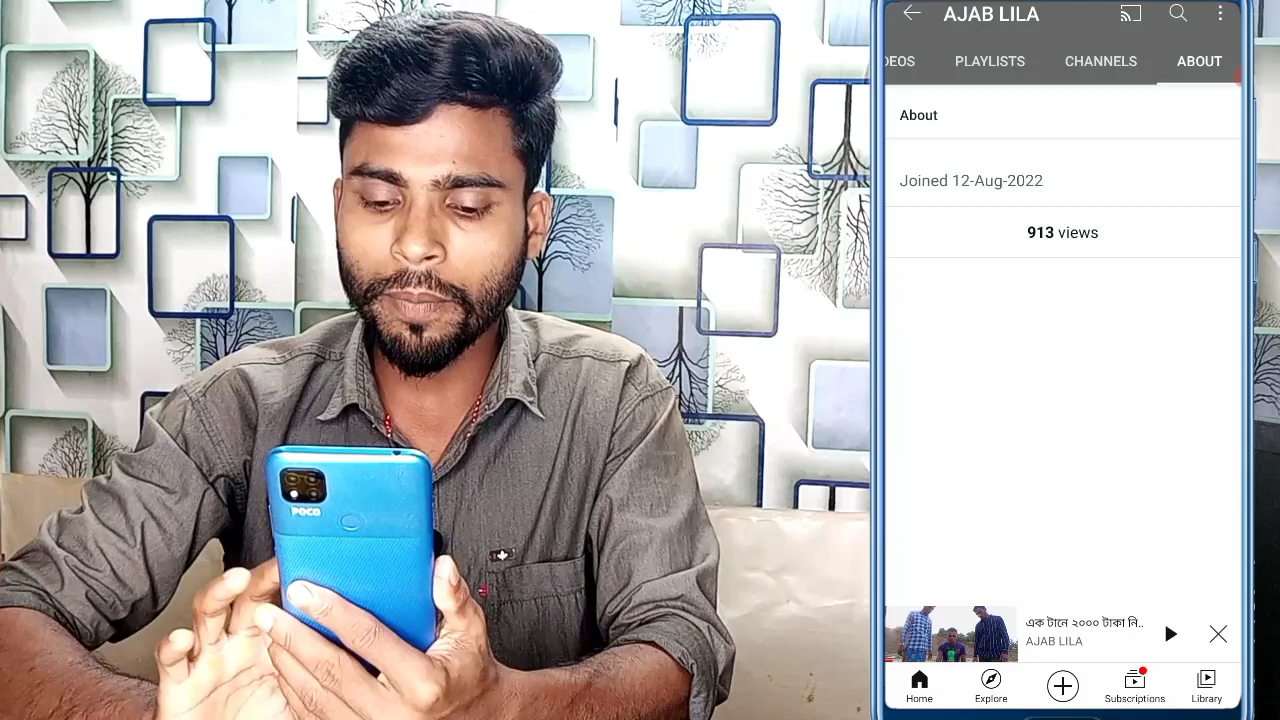 AJAB LILA
DEOS PLAYLISTS CHANNELS ABOUT
About
Joined 12-Aug-2022
913 views
এক টানে ২০০০ টাকা নি..
AJAB LILA
Home Explore Subscriptions Library
POCO